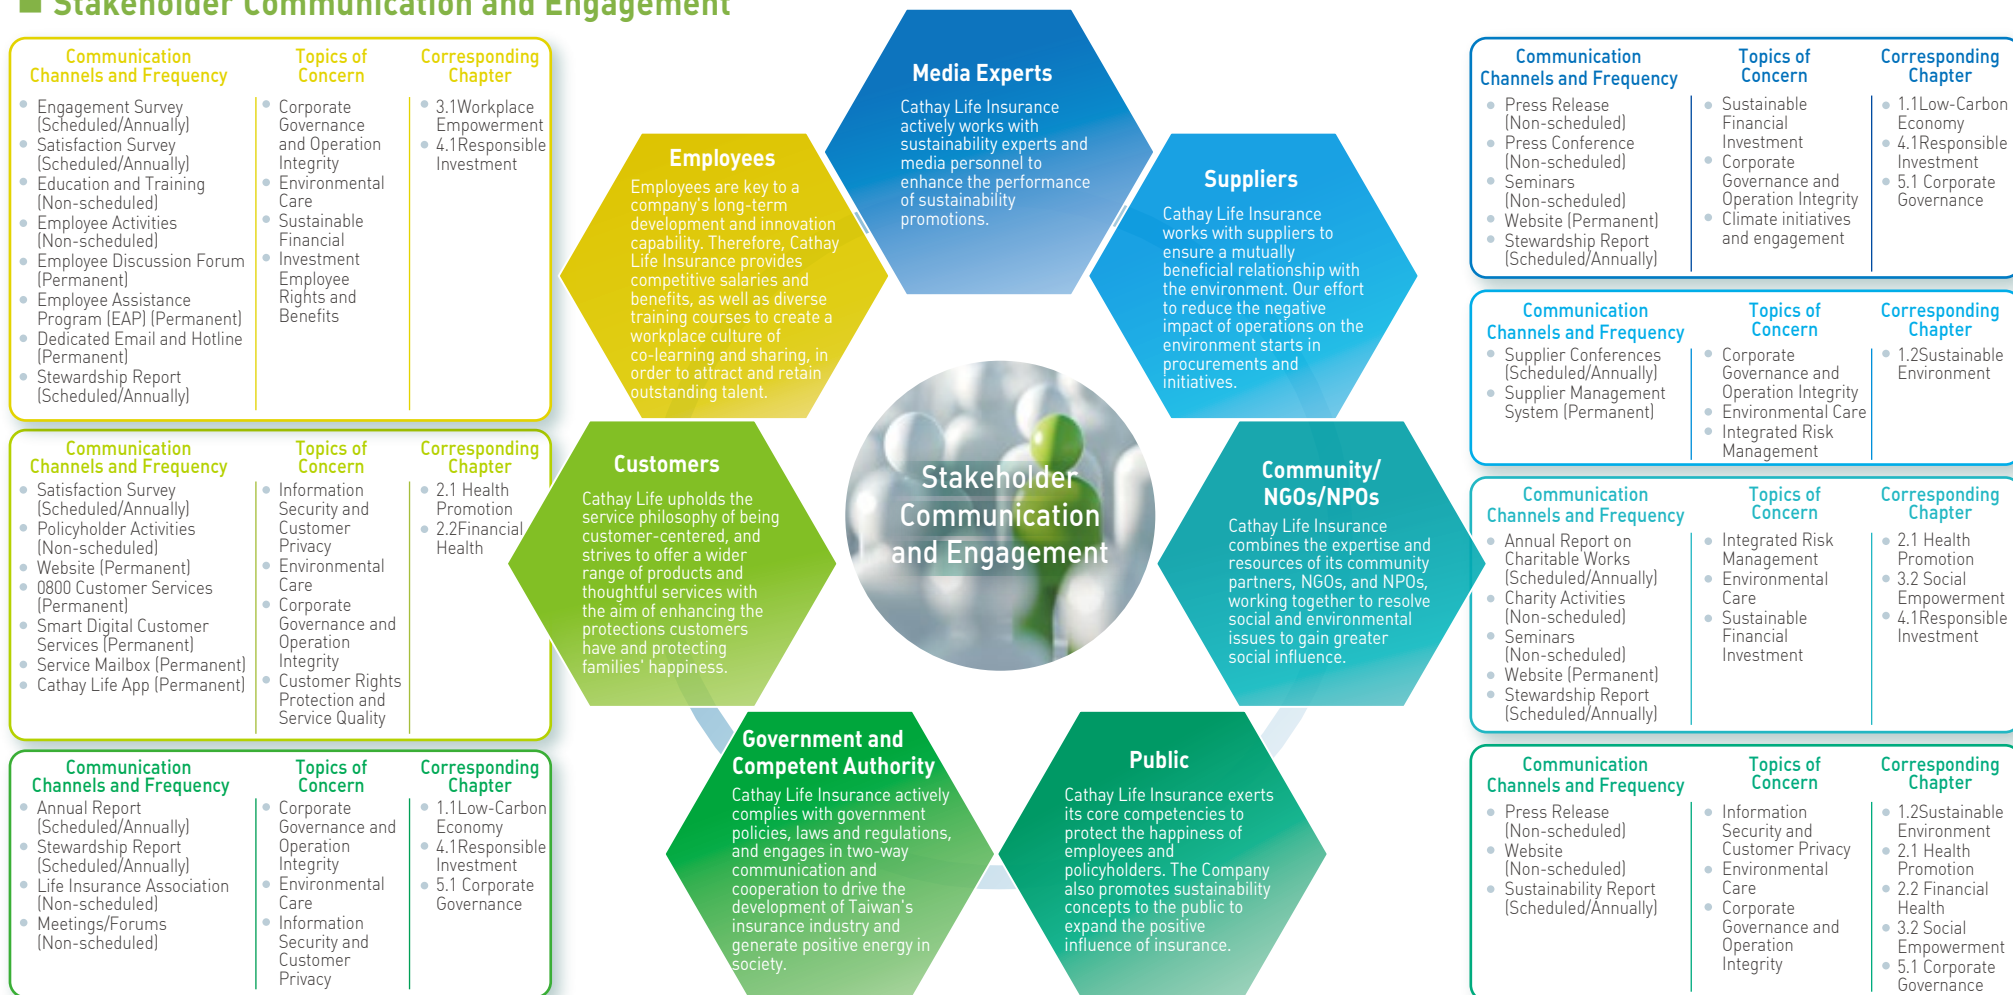 Stakeholder Communication and Engagement
Communication
Channels and Frequency
Engagement Survey
(Scheduled/Annually)
Satisfaction Survey
(Scheduled/Annually)
Education and Training
(Non-scheduled)
Employee Activities
(Non-scheduled)
Employee Discussion Forum
(Permanent)
Employee Assistance
Program (EAP) (Permanent)
Dedicated Email and Hotline
(Permanent)
Stewardship Report
(Scheduled/Annually)
Topics of
Concern
Corporate
Governance
and Operation
Integrity
Environmental
Care
Sustainable
Financial
Investment
Employee
Rights and
Benefits
Corresponding
Chapter
3.1Workplace
Empowerment
4.1Responsible
Investment
Communication
Channels and Frequency
Satisfaction Survey
(Scheduled/Annually)
Policyholder Activities
(Non-scheduled)
Website (Permanent)
0800 Customer Services
(Permanent)
Smart Digital Customer
Services (Permanent)
Service Mailbox (Permanent)
Cathay Life App (Permanent)
Topics of
Concern
Information
Security and
Customer
Privacy
Environmental
Care
Corporate
Governance and
Operation
Integrity
Customer Rights
Protection and
Service Quality
Corresponding
Chapter
2.1 Health
Promotion
2.2Financial
Health
Communication
Channels and Frequency
Annual Report
(Scheduled/Annually)
Stewardship Report
(Scheduled/Annually)
Life Insurance Association
(Non-scheduled)
Meetings/Forums
(Non-scheduled)
Topics of
Concern
Corporate
Governance and
Operation
Integrity
Environmental
Care
Information
Security and
Customer
Privacy
Corresponding
Chapter
1.1Low-Carbon
Economy
4.1Responsible
Investment
5.1 Corporate
Governance
Media Experts
Cathay Life Insurance
actively works with
sustainability experts and
media personnel to
enhance the performance
of sustainability
promotions.
Employees
Employees are key to a
company's long-term
development and innovation
capability. Therefore, Cathay
Life Insurance provides
competitive salaries and
benefits, as well as diverse
training courses to create a
workplace culture of
co-learning and sharing, in
order to attract and retain
outstanding talent.
Suppliers
Cathay Life Insurance
works with suppliers to
ensure a mutually
beneficial relationship with
the environment. Our effort
to reduce the negative
impact of operations on the
environment starts in
procurements and
initiatives.
Customers
Cathay Life upholds the
service philosophy of being
customer-centered, and
strives to offer a wider
range of products and
thoughtful services with
the aim of enhancing the
protections customers
have and protecting
families' happiness.
Stakeholder
Communication
and Engagement
Community/
NGOs/NPOs
Cathay Life Insurance
combines the expertise and
resources of its community
partners, NGOs, and NPOs,
working together to resolve
social and environmental
issues to gain greater
social influence.
Government and
Competent Authority
Cathay Life Insurance actively
complies with government
policies, laws and regulations,
and engages in two-way
communication and
cooperation to drive the
development of Taiwan's
insurance industry and
generate positive energy in
society.
Public
Cathay Life Insurance exerts
its core competencies to
protect the happiness of
employees and
policyholders. The Company
also promotes sustainability
concepts to the public to
expand the positive
influence of insurance.
Communication
Channels and Frequency
Press Release
(Non-scheduled)
Press Conference
(Non-scheduled)
Seminars
(Non-scheduled)
Website (Permanent)
Stewardship Report
(Scheduled/Annually)
Topics of
Concern
Sustainable
Financial
Investment
Corporate
Governance and
Operation Integrity
Climate initiatives
and engagement
Corresponding
Chapter
1.1Low-Carbon
Economy
4.1Responsible
Investment
5.1 Corporate
Governance
Communication
Channels and Frequency
Supplier Conferences
(Scheduled/Annually)
Supplier Management
System (Permanent)
Topics of
Concern
Corporate
Governance and
Operation Integrity
Environmental Care
Integrated Risk
Management
Corresponding
Chapter
1.2Sustainable
Environment
Communication
Channels and Frequency
Annual Report on
Charitable Works
(Scheduled/Annually)
Charity Activities
(Non-scheduled)
Seminars
(Non-scheduled)
Website (Permanent)
Stewardship Report
(Scheduled/Annually)
Topics of
Concern
Integrated Risk
Management
Environmental
Care
Sustainable
Financial
Investment
Corresponding
Chapter
2.1 Health
Promotion
3.2 Social
Empowerment
4.1Responsible
Investment
Communication
Channels and Frequency
Press Release
(Non-scheduled)
Website
(Non-scheduled)
Sustainability Report
(Scheduled/Annually)
Topics of
Concern
Information
Security and
Customer Privacy
Environmental
Care
Corporate
Governance and
Operation
Integrity
Corresponding
Chapter
1.2Sustainable
Environment
2.1 Health
Promotion
2.2 Financial
Health
3.2 Social
Empowerment
5.1 Corporate
Governance